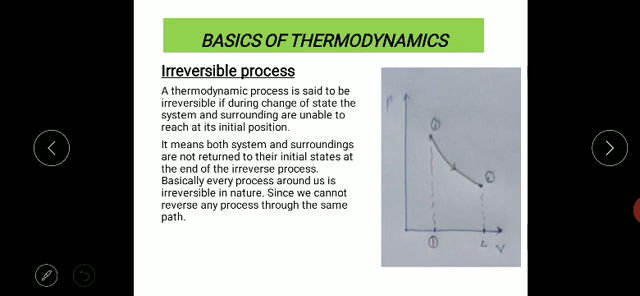 BASICS OF THERMODYNAMICS
Irreversible process
A thermodynamic process is said to be
irreversible if during change of state the
system and surrounding are unable to
reach at its initial position.
It means both system and surroundings
are not returned to their initial states at
the end of the irreverse process.
Basically every process around us is
irreversible in nature. Since we cannot
reverse any process through the same
path.
P
1
1
V